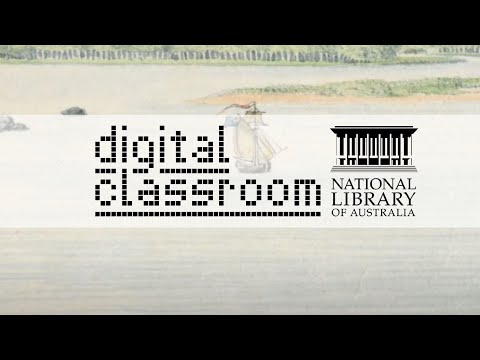 digital
classroom
NATIONAL
LIBRARY
OF AUSTRALIA